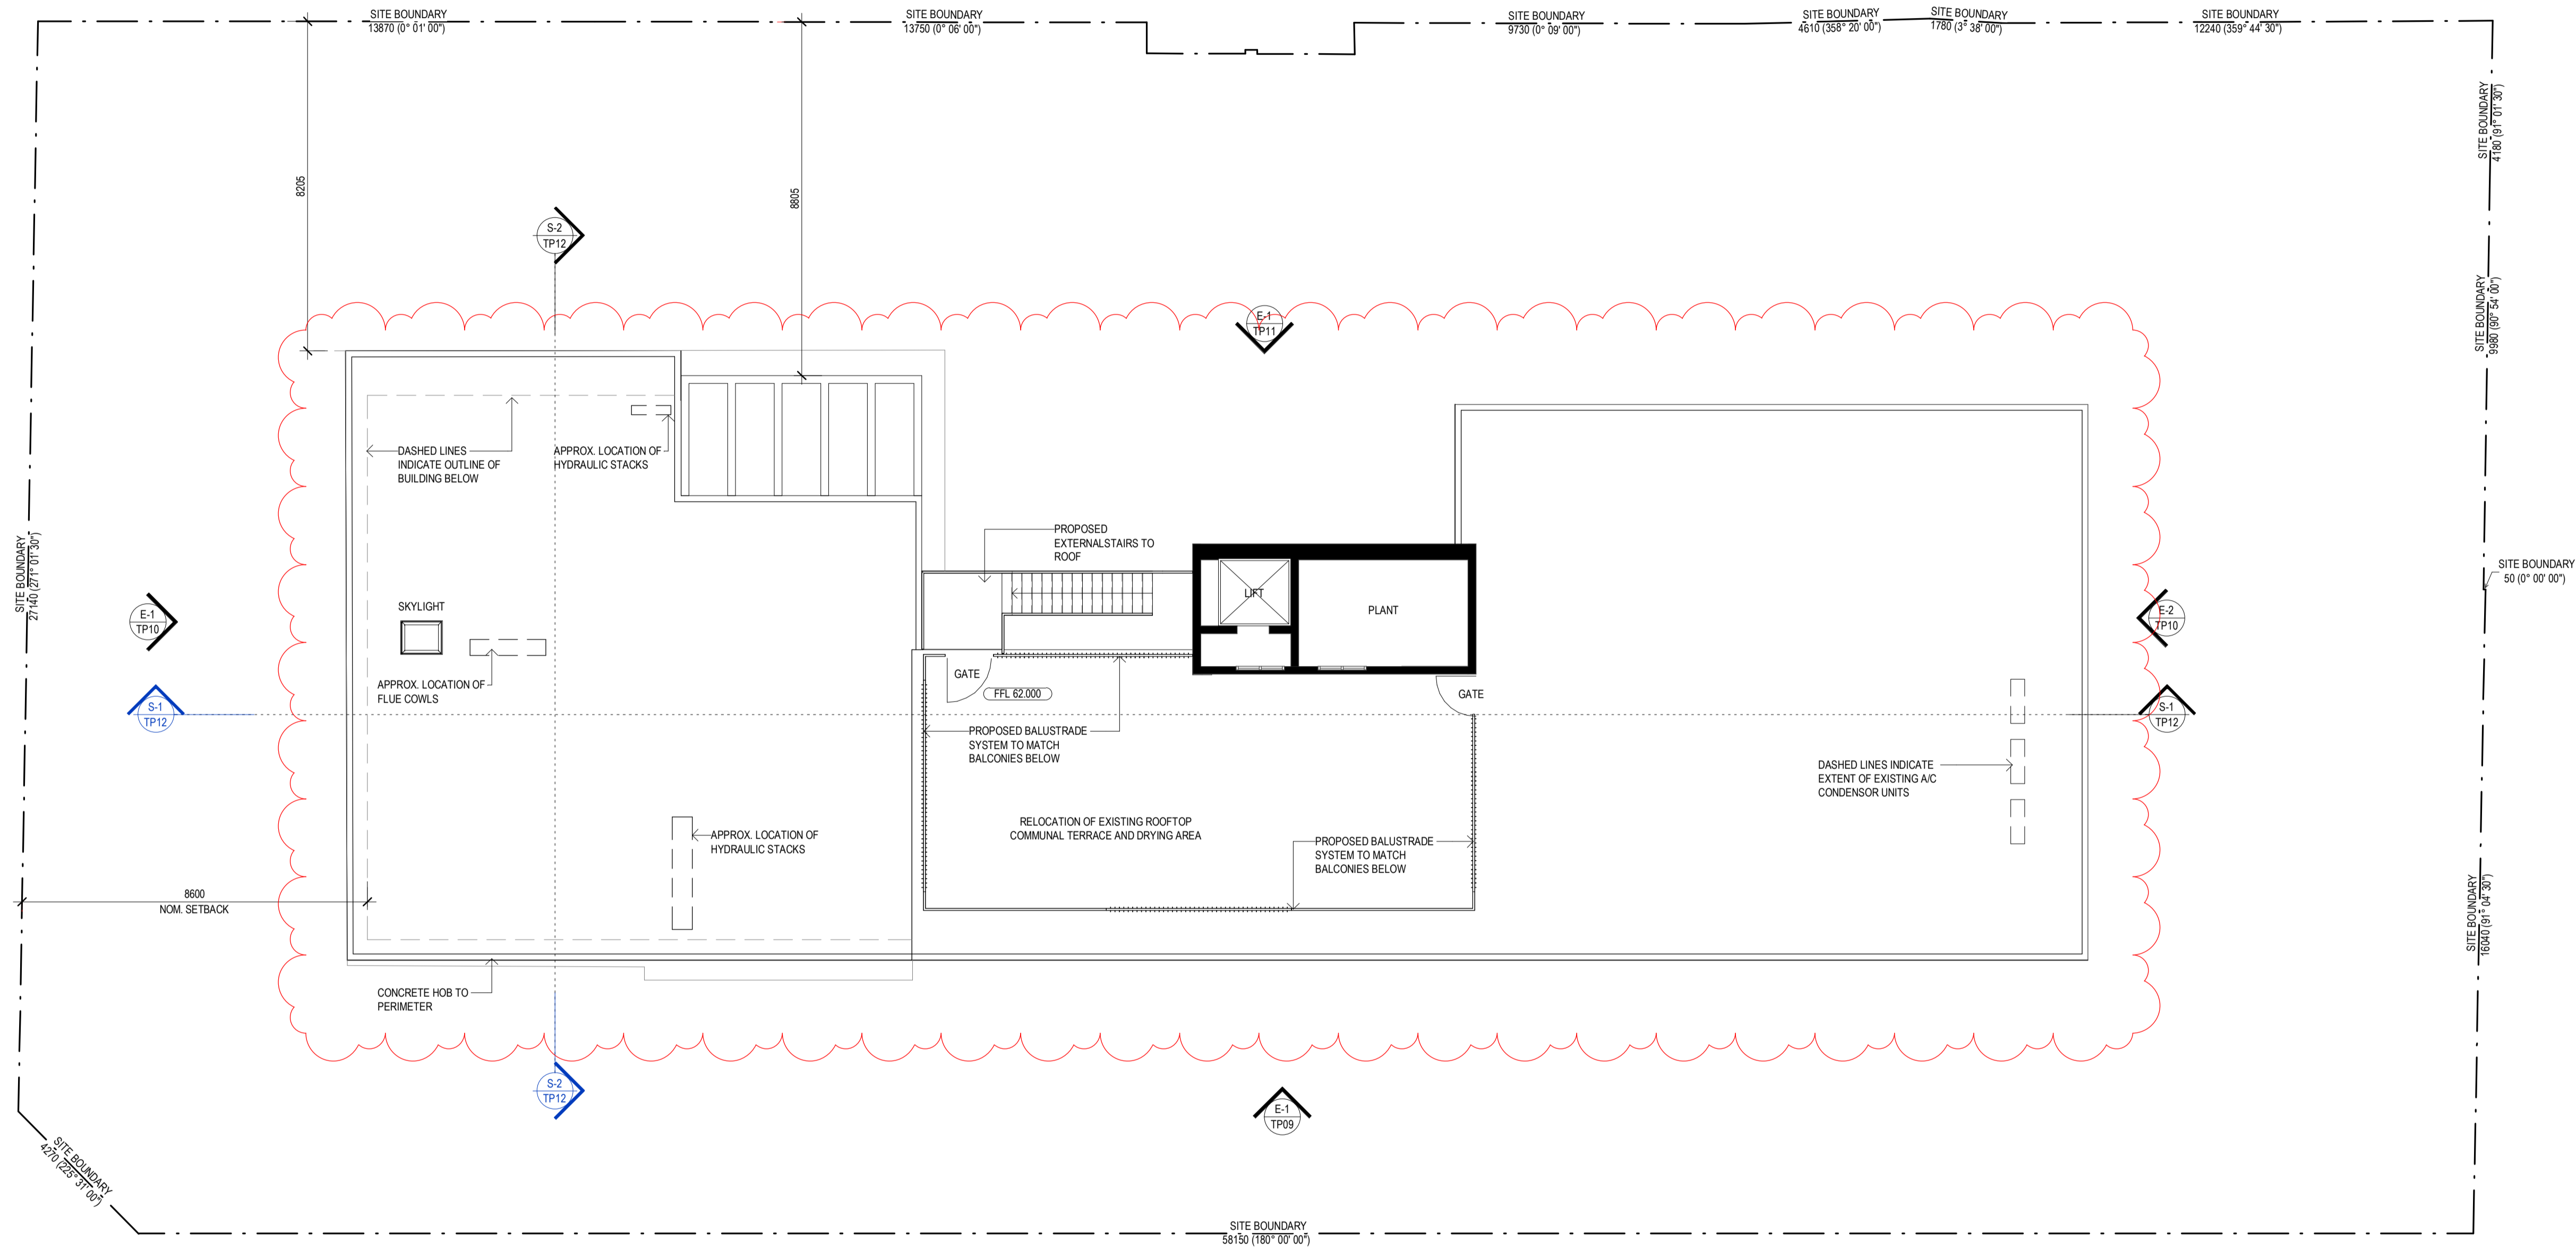 SITE BOUNDARY
13870 (0° 01' 00")
SITE BOUNDARY
13750 (0° 06' 00")
SITE BOUNDARY
9730 (0° 09' 00")
SITE BOUNDARY
4610 (358° 20' 00")
SITE BOUNDARY
1780 (3° 38' 00")
SITE BOUNDARY
12240 (359° 44' 30")
SITE BOUNDARY
4180 (91° 01' 30")
8205
8805
S-2
TP12
SITE BOUNDARY
9980 (90° 54' 00")
E-1
TP11
DASHED LINES
INDICATE OUTLINE OF
BUILDING BELOW
APPROX. LOCATION OF
HYDRAULIC STACKS
PROPOSED
EXTERNALSTAIRS TO
ROOF
SITE BOUNDARY
27140 (271° 01' 30")
SITE BOUNDARY
50 (0° 00' 00")
LIFT
PLANT
SKYLIGHT
E-1
TP10
E-2
TP10
APPROX. LOCATION OF
FLUE COWLS
GATE
FFL 62.000
GATE
S-1
TP12
S-1
TP12
PROPOSED BALUSTRADE
SYSTEM TO MATCH
BALCONIES BELOW
DASHED LINES INDICATE
EXTENT OF EXISTING A/C
CONDENSOR UNITS
RELOCATION OF EXISTING ROOFTOP
COMMUNAL TERRACE AND DRYING AREA
APPROX. LOCATION OF
HYDRAULIC STACKS
PROPOSED BALUSTRADE
SYSTEM TO MATCH
BALCONIES BELOW
8600
NOM. SETBACK
SITE BOUNDARY
16040 (91° 04' 30")
CONCRETE HOB TO
PERIMETER
S-2
TP12
E-1
TP09
SITE BOUNDARY
4270 (225° 31' 00")
SITE BOUNDARY
58150 (180° 00' 00")